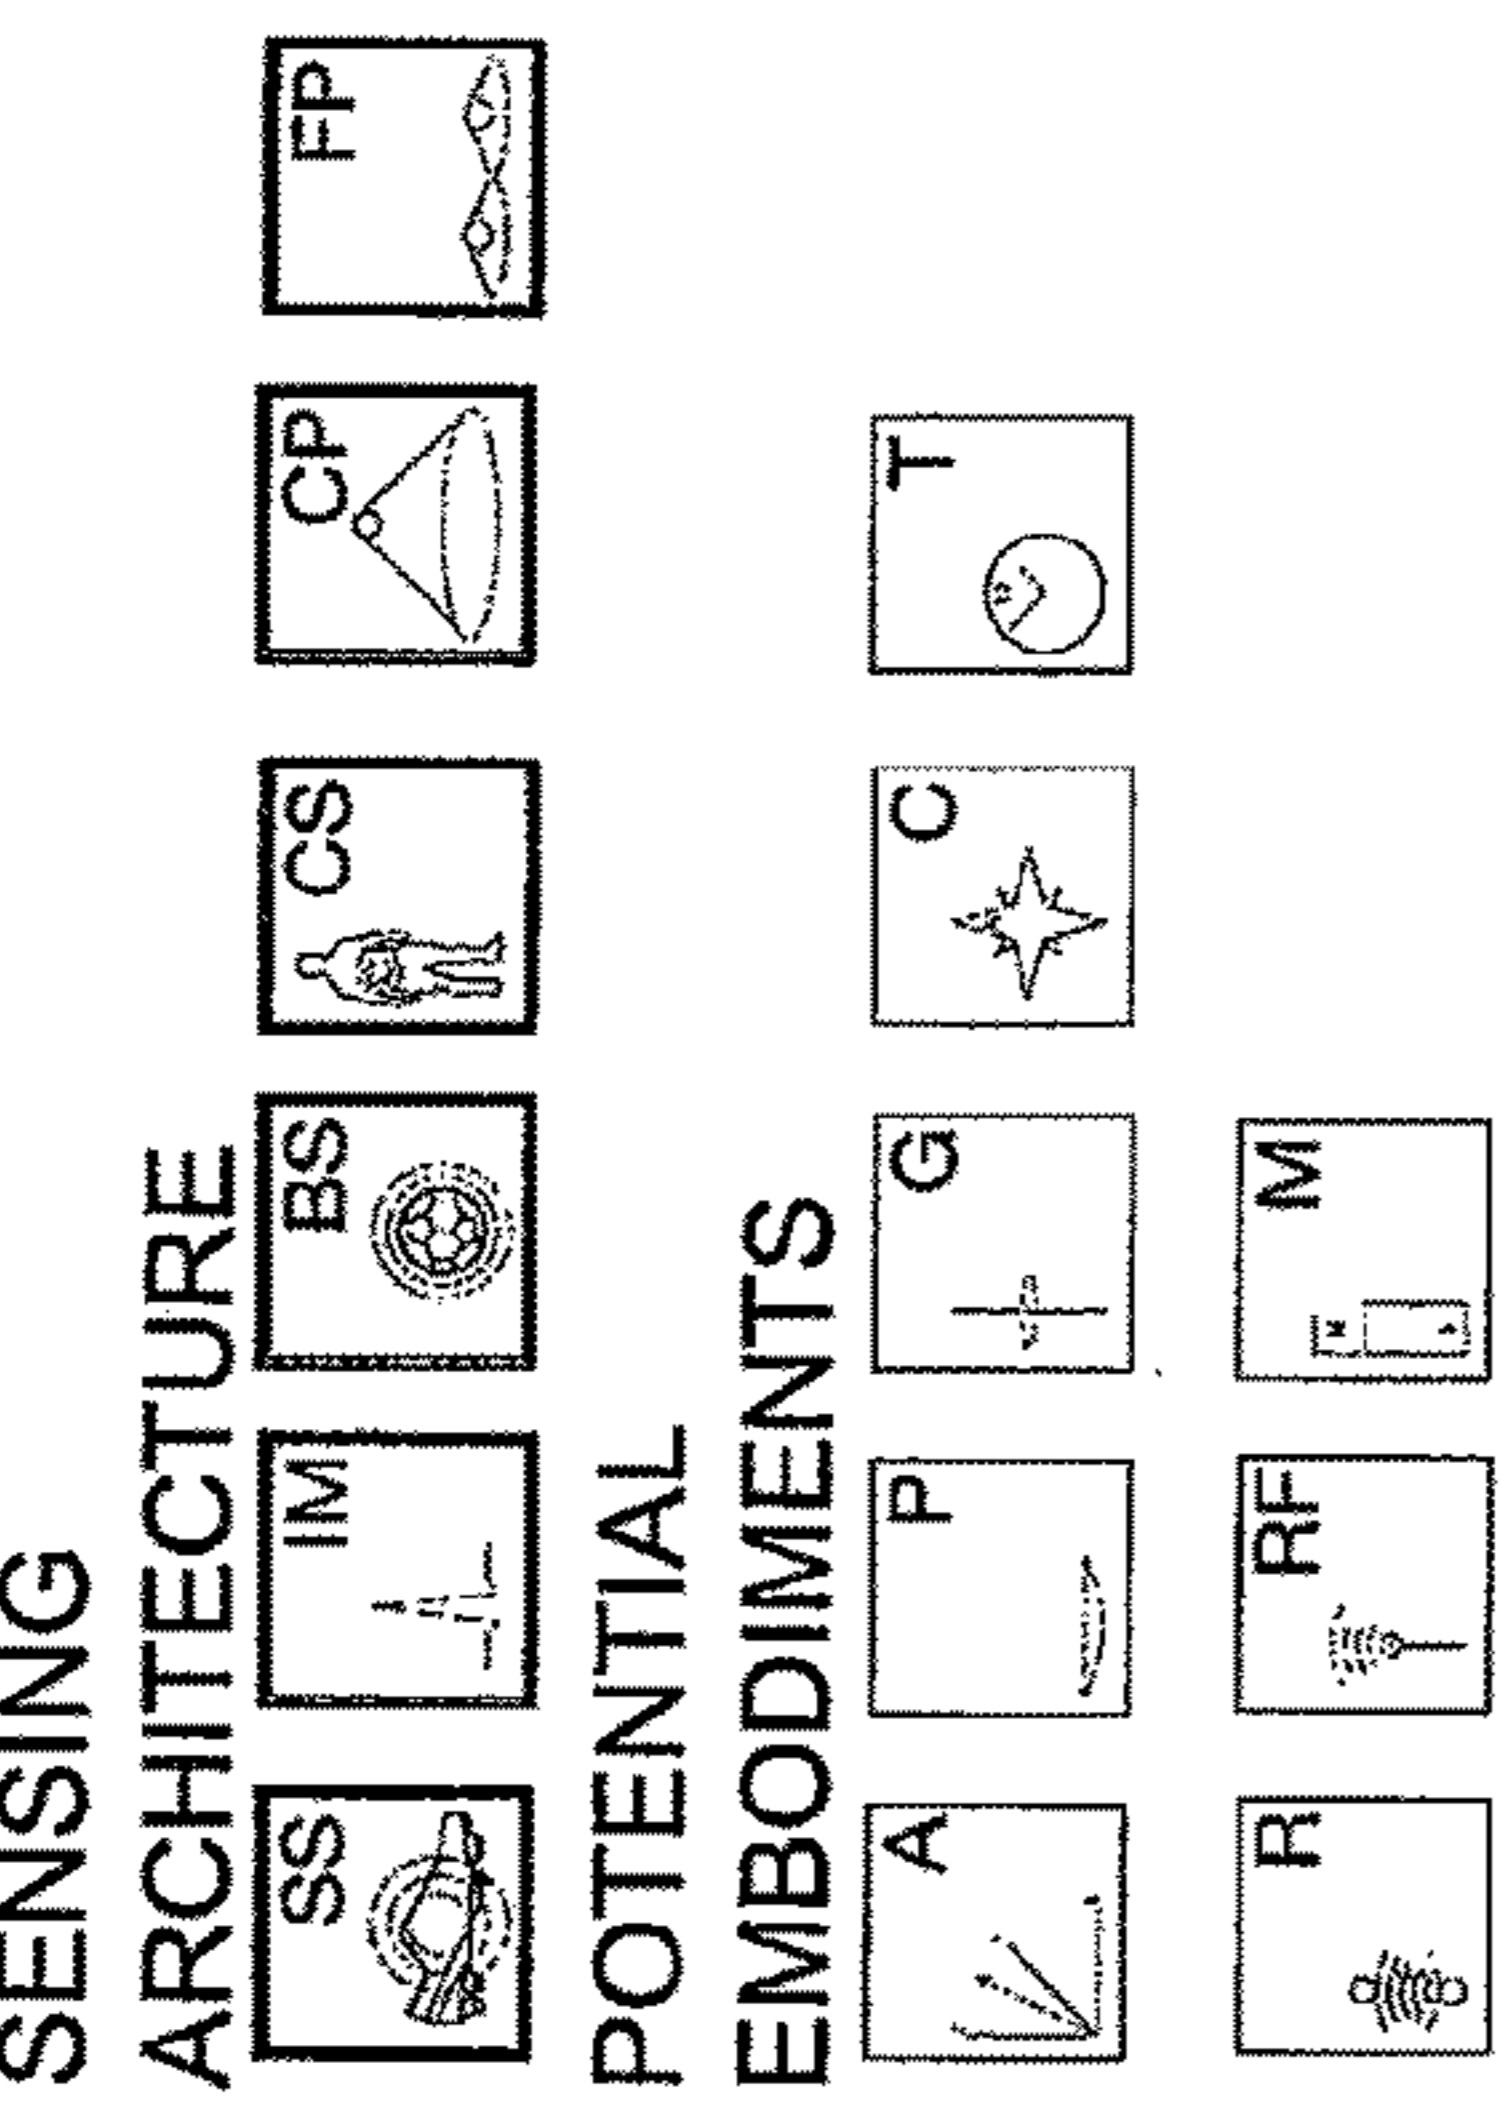 SENSING
ARCHITECTURE
SS IM BS CS CP FP
POTENTIAL
EMBODIMENTS
A P G C T
R RF M